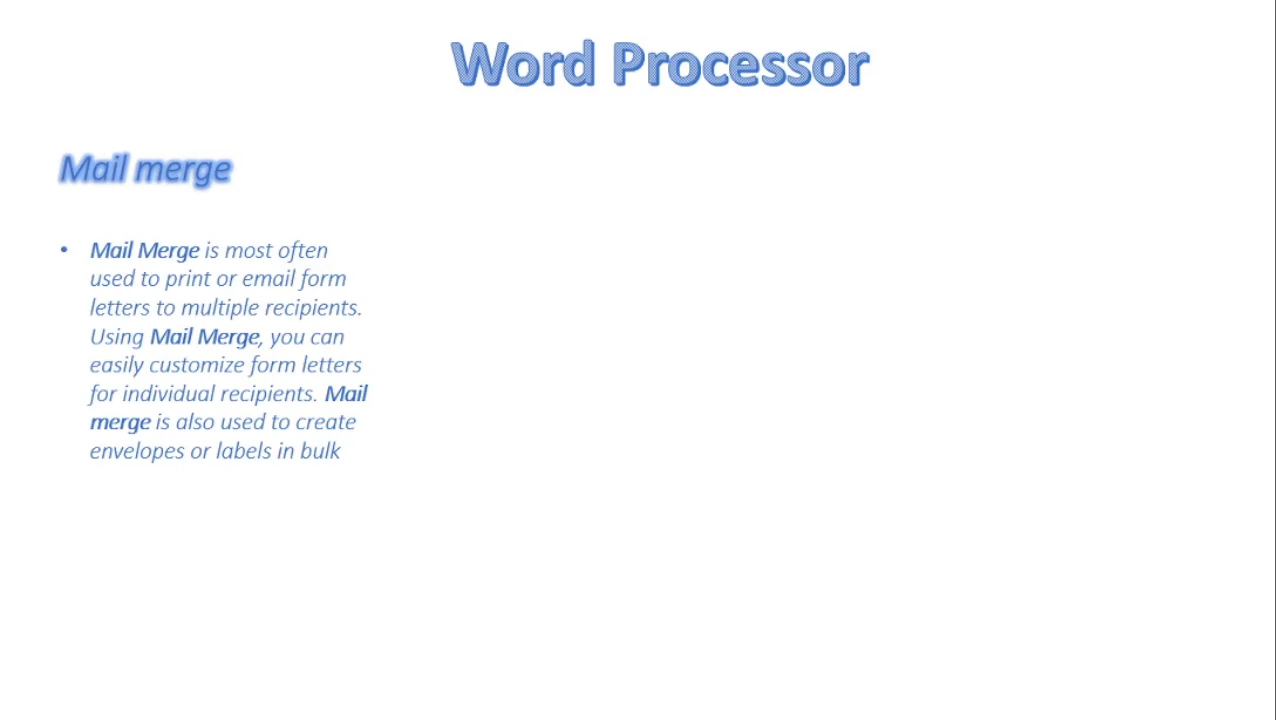 Word Processor
Mail merge
• Mail Merge is most often
used to print or email form
letters to multiple recipients.
Using Mail Merge, you can
easily customize form letters
for individual recipients. Mail
merge is also used to create
envelopes or labels in bulk